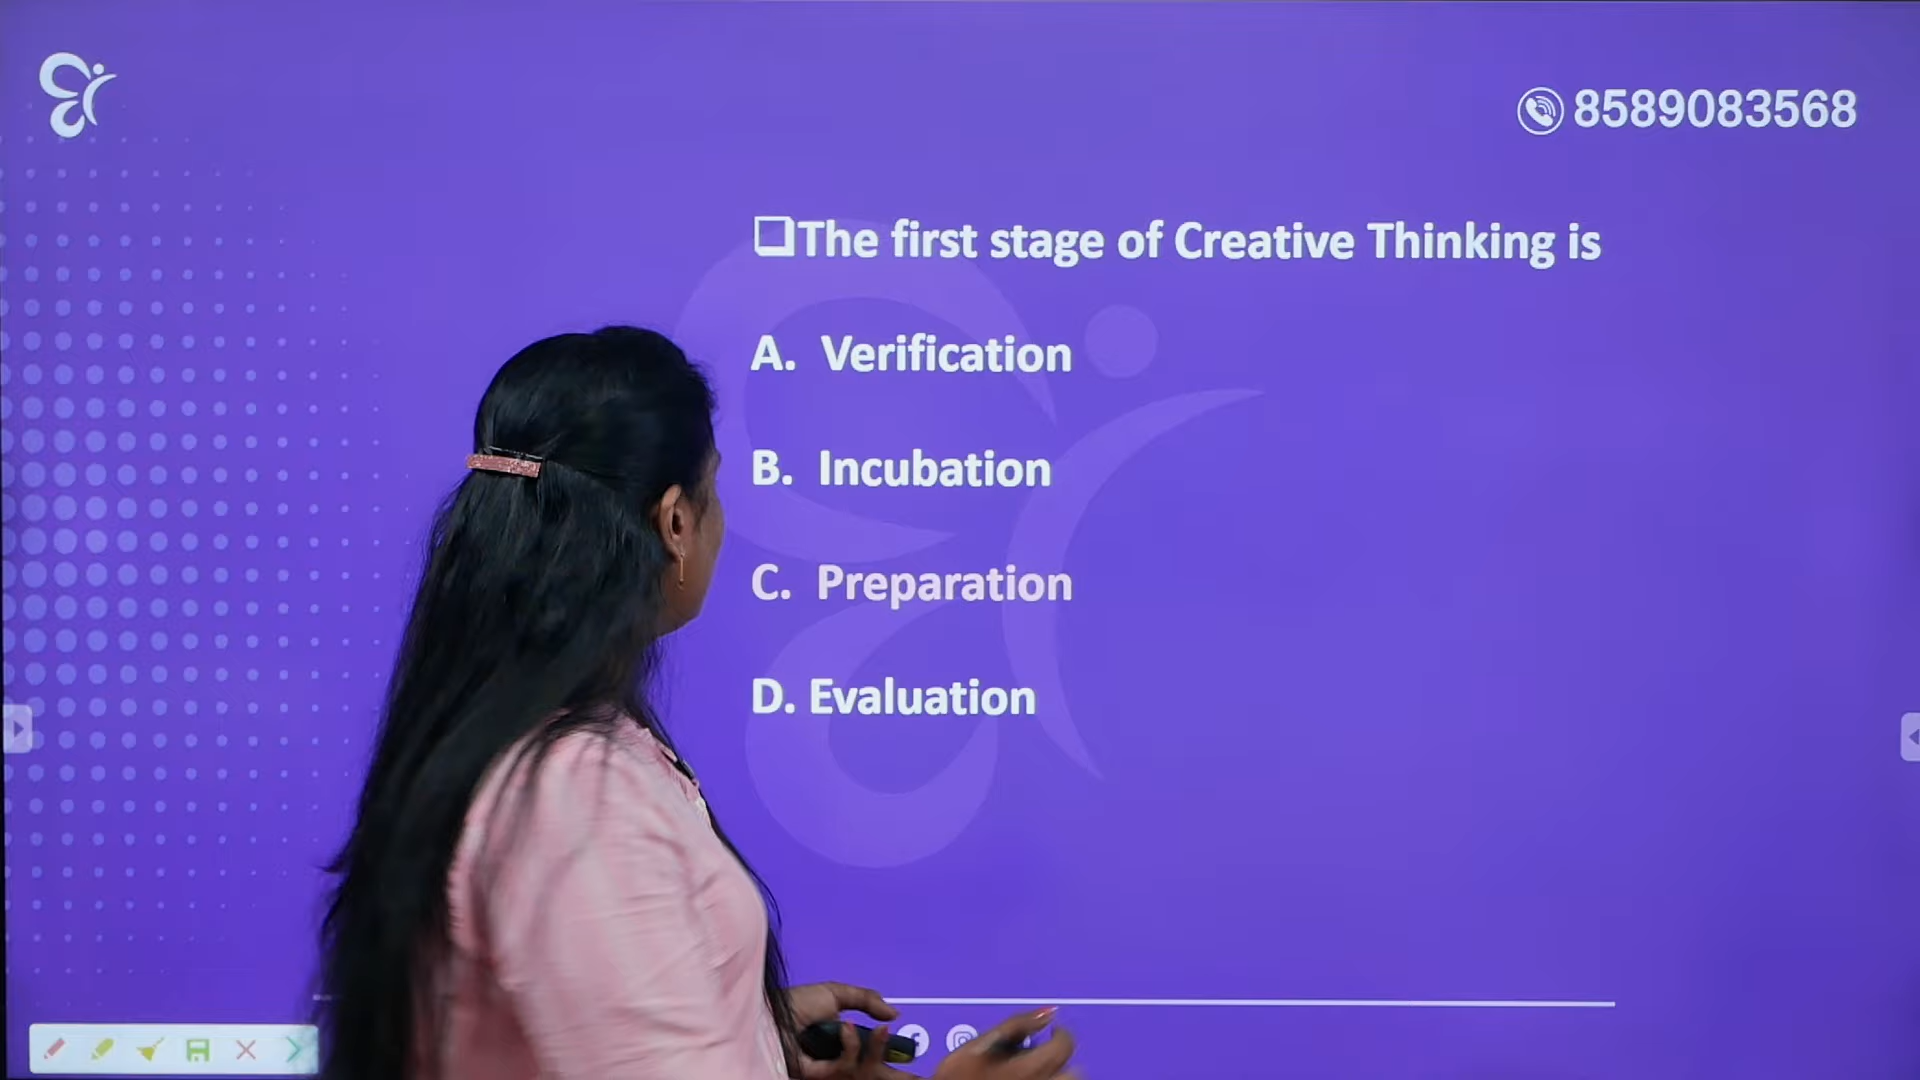 8589083568
❑The first stage of Creative Thinking is
A. Verification
B. Incubation
C. Preparation
D. Evaluation